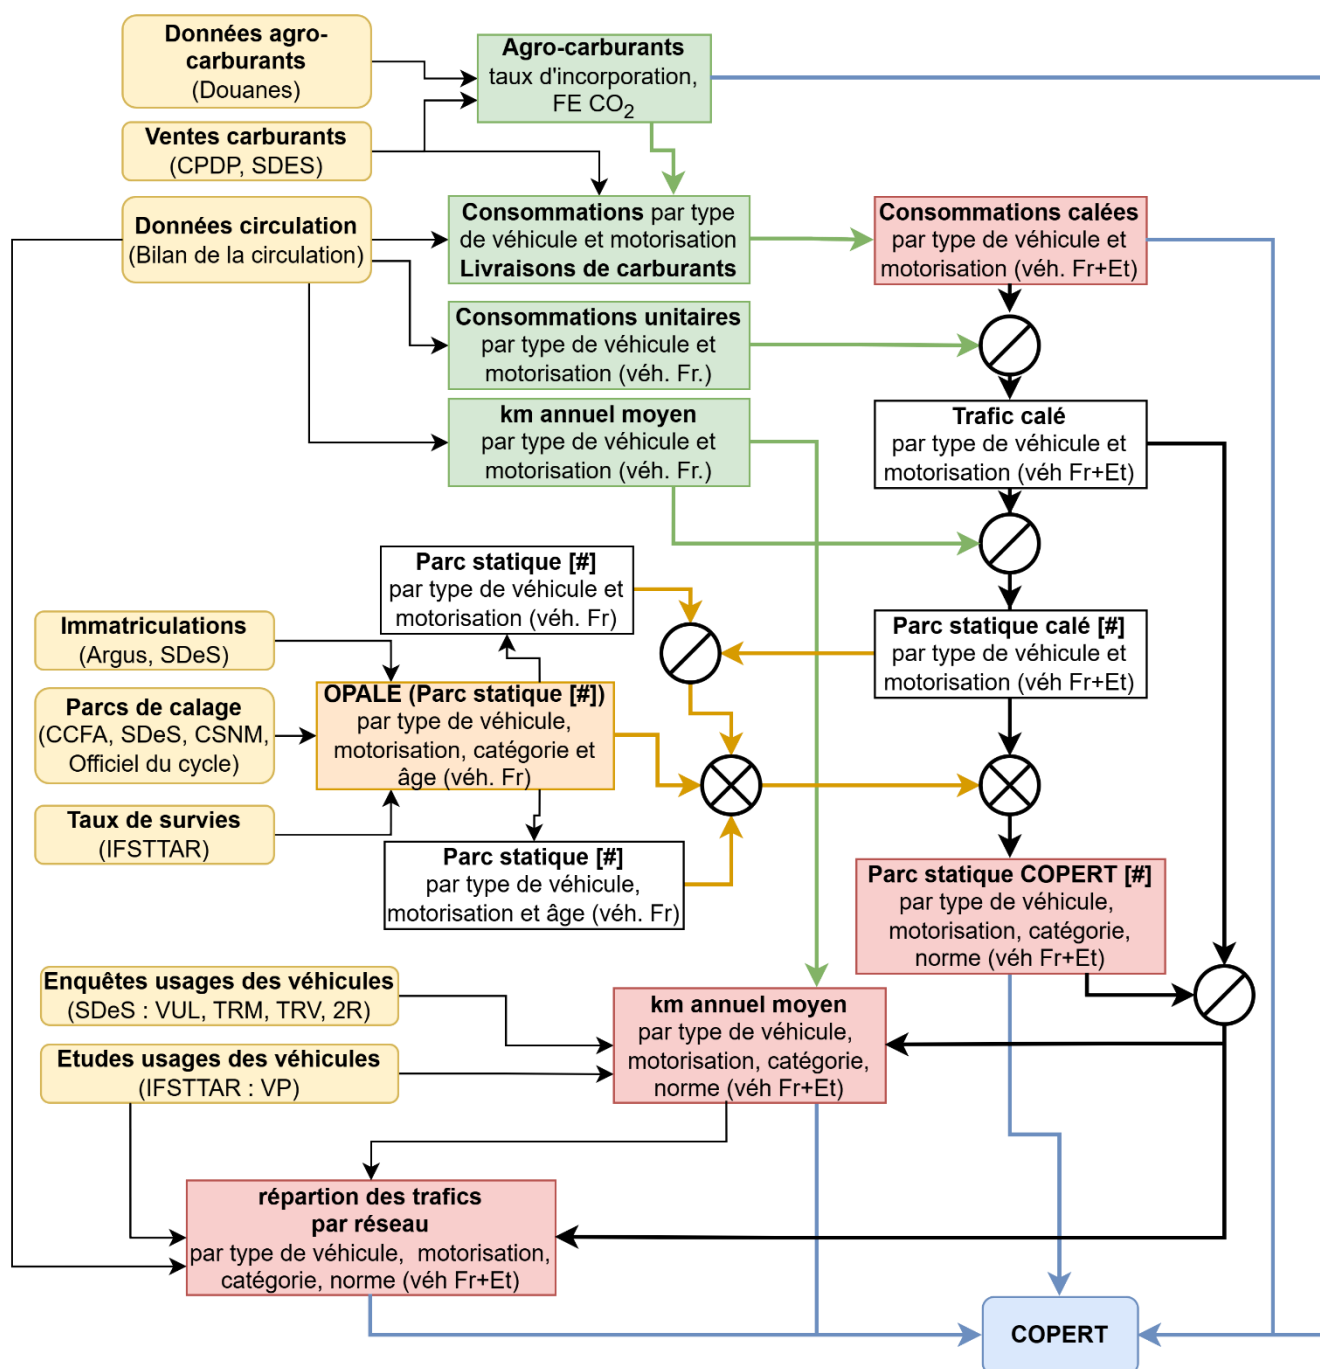 Données agro-
carburants
(Douanes)
Agro-carburants
taux d'incorporation,
FE CO2
Ventes carburants
(CPDP, SDES)
Données circulation
(Bilan de la circulation)
Consommations par type
de véhicule et motorisation
Livraisons de carburants
Consommations calées
par type de véhicule et
motorisation (véh. Fr+Et)
Consommations unitaires
par type de véhicule et
motorisation (véh. Fr.)
km annuel moyen
par type de véhicule et
motorisation (véh. Fr.)
Trafic calé
par type de véhicule et
motorisation (véh Fr+Et)
Parc statique [#]
par type de véhicule et
motorisation (véh. Fr)
Immatriculations
(Argus, SDeS)
Parc statique calé [#]
par type de véhicule et
motorisation (véh Fr+Et)
Parcs de calage
(CCFA, SDeS, CSNM,
Officiel du cycle)
OPALE (Parc statique [#])
par type de véhicule,
motorisation, catégorie et
âge (véh. Fr)
Taux de survies
(IFSTTAR)
Parc statique [#]
par type de véhicule,
motorisation et âge (véh. Fr)
Parc statique COPERT [#]
par type de véhicule,
motorisation, catégorie,
norme (véh Fr+Et)
Enquêtes usages des véhicules
(SDeS : VUL, TRM, TRV, 2R)
Etudes usages des véhicules
(IFSTTAR : VP)
km annuel moyen
par type de véhicule,
motorisation, catégorie,
norme (véh Fr+Et)
répartion des trafics
par réseau
par type de véhicule, motorisation,
catégorie, norme (véh Fr+Et)
COPERT